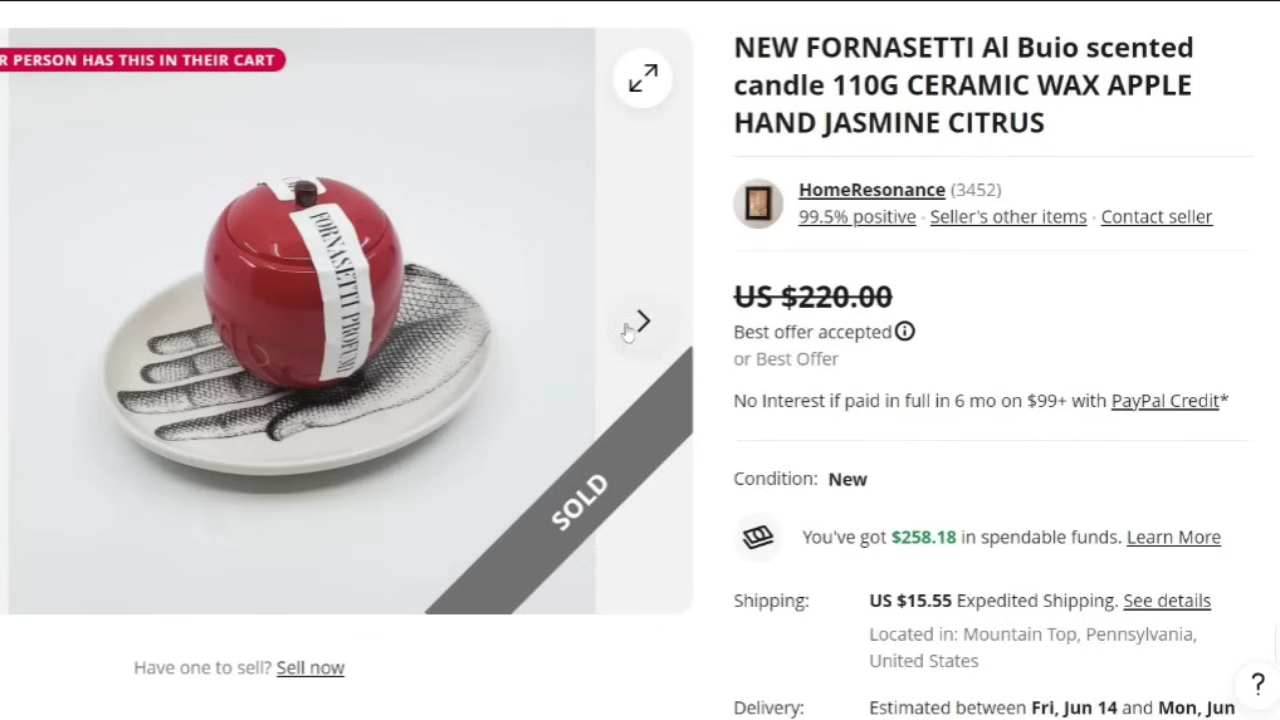 R PERSON HAS THIS IN THEIR CART
FORNASETTI PROFUMI
SOLD
Have one to sell? Sell now
NEW FORNASETTI Al Buio scented
candle 110G CERAMIC WAX APPLE
HAND JASMINE CITRUS
HomeResonance (3452)
99.5% positive · Seller's other items · Contact seller
US $220.00
Best offer accepted
or Best Offer
No Interest if paid in full in 6 mo on $99+ with PayPal Credit*
Condition: New
You've got $258.18 in spendable funds. Learn More
Shipping: US $15.55 Expedited Shipping. See details
Located in: Mountain Top, Pennsylvania,
United States
Delivery: Estimated between Fri, Jun 14 and Mon, Jun
?